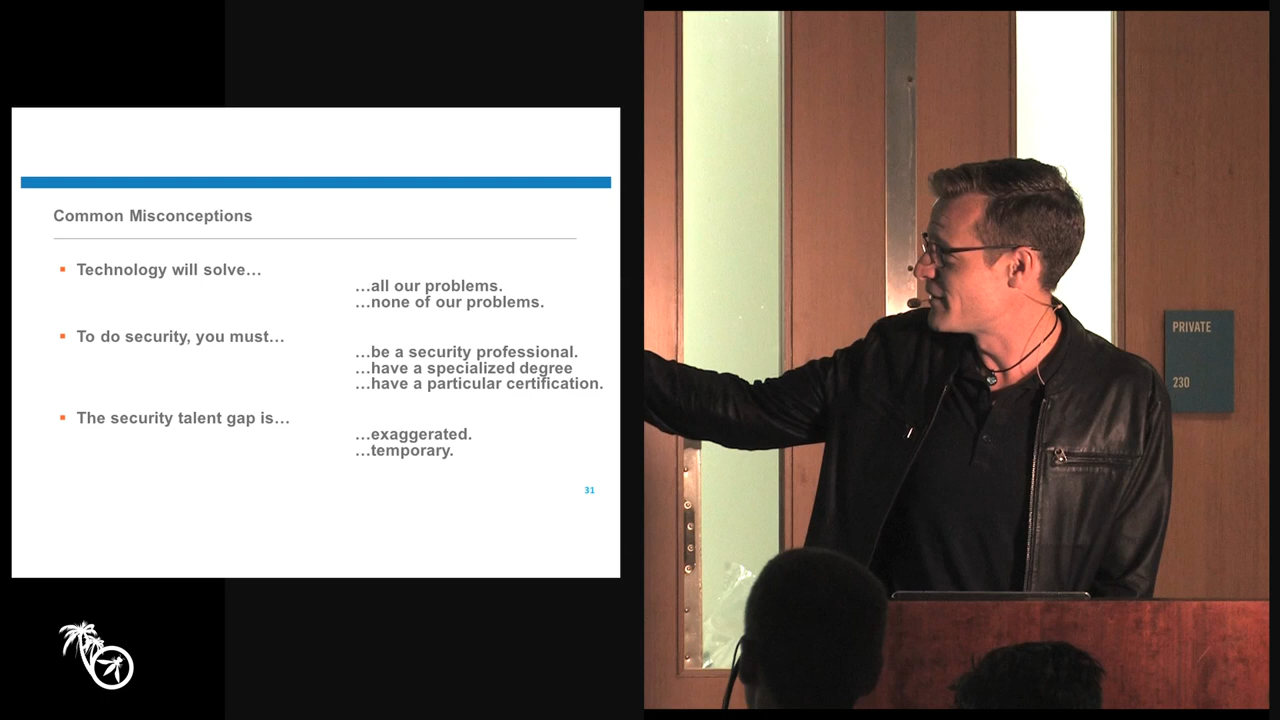 Common Misconceptions
▪ Technology will solve…
…all our problems.
…none of our problems.
▪ To do security, you must…
…be a security professional.
…have a specialized degree
…have a particular certification.
▪ The security talent gap is…
…exaggerated.
…temporary.
31
PRIVATE
230